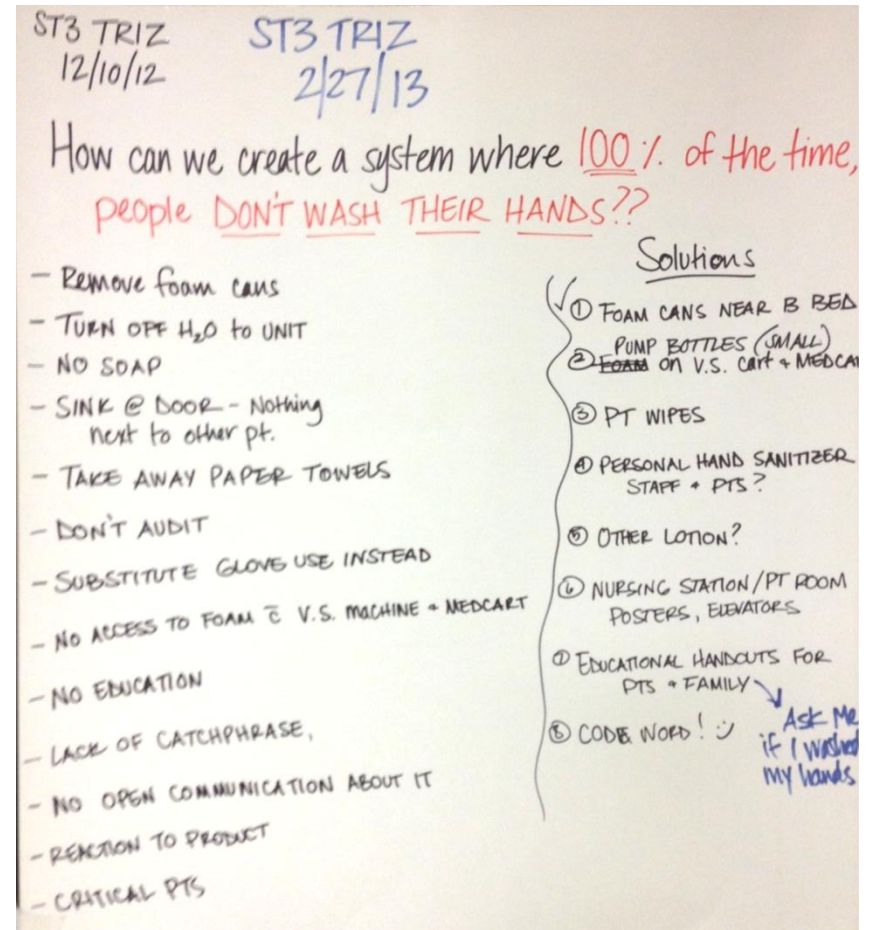 ST3 TRIZ
12/10/12
ST3 TRIZ
2/27/13
How can we create a system where 100% of the time,
people DON'T WASH THEIR HANDS??
- Remove foam cans
- TURN OFF H₂O to UNIT
- NO SOAP
- SINK @ DOOR - Nothing
next to other pt.
- TAKE AWAY PAPER TOWELS
- DON'T AUDIT
- SUBSTITUTE GLOVE USE INSTEAD
- NO ACCESS TO FOAM c̄ V.S. MACHINE + MEDCART
- NO EDUCATION
- LACK OF CATCHPHRASE,
- NO OPEN COMMUNICATION ABOUT IT
- REACTION TO PRODUCT
- CRITICAL PTS
Solutions
① FOAM CANS NEAR B BED
PUMP BOTTLES (SMALL)
② FOAM on V.S. cart + MEDCA
③ PT WIPES
④ PERSONAL HAND SANITIZER
STAFF + PTS?
⑤ OTHER LOTION?
⑥ NURSING STATION/PT ROOM
POSTERS, ELEVATORS
⑦ EDUCATIONAL HANDOUTS FOR
PTS + FAMILY
Ask Me
if I washed
my hands
⑧ CODE WORD! :)